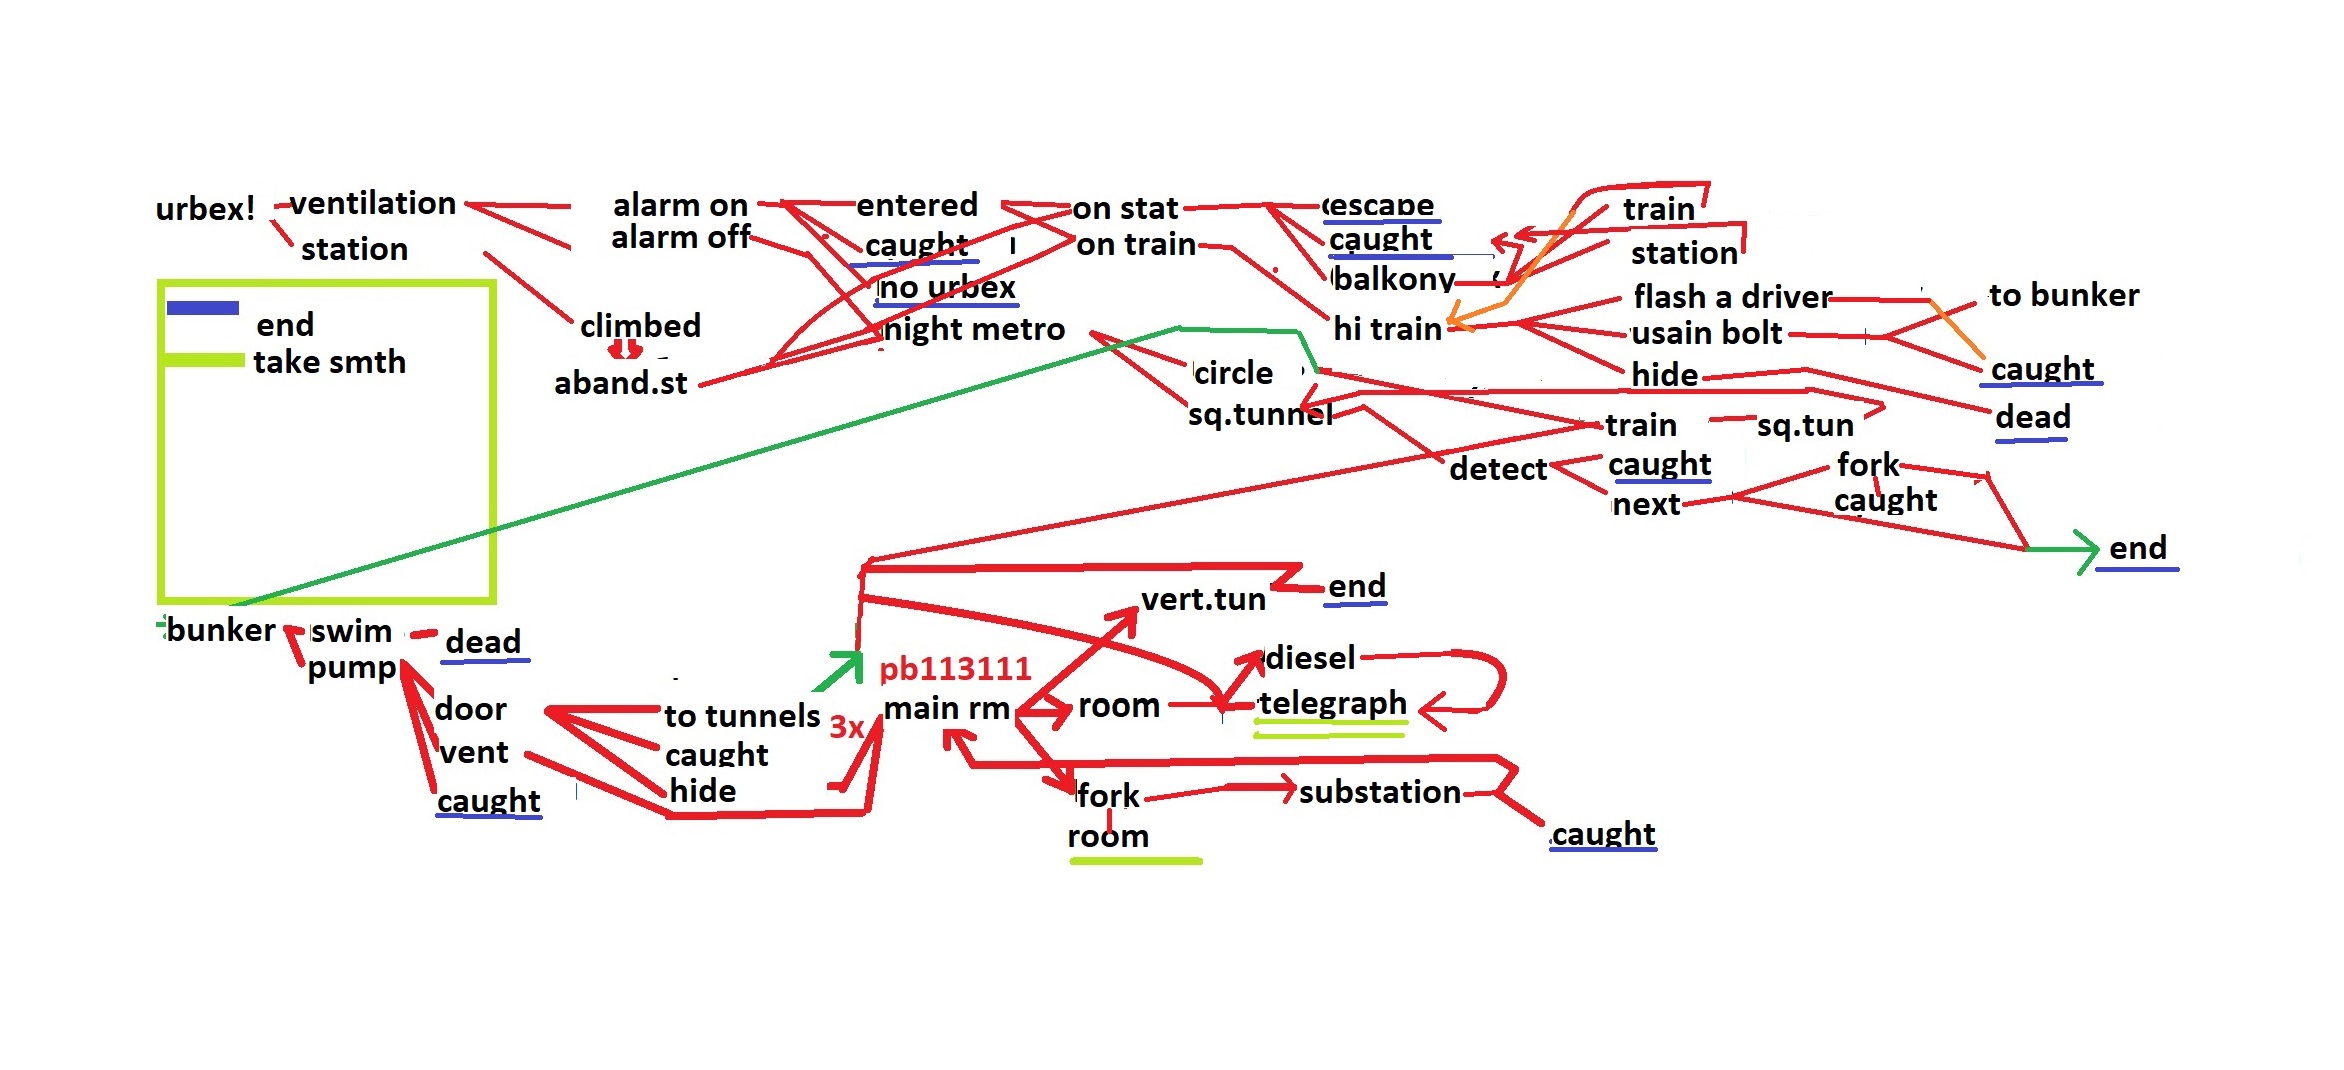 urbex!
ventilation
station
alarm on
alarm off
entered
caught
no urbex
night metro
on stat
on train
escape
caught
balkony
hi train
train
station
flash a driver
usain bolt
hide
to bunker
caught
dead
end
take smth
climbed
aband.st
circle
sq.tunnel
train
sq.tun
detect
caught
next
fork
caught
end
bunker
swim
pump
dead
door
vent
caught
to tunnels
caught
hide
3x
pb113111
main rm
vert.tun
end
room
diesel
telegraph
fork
room
substation
caught